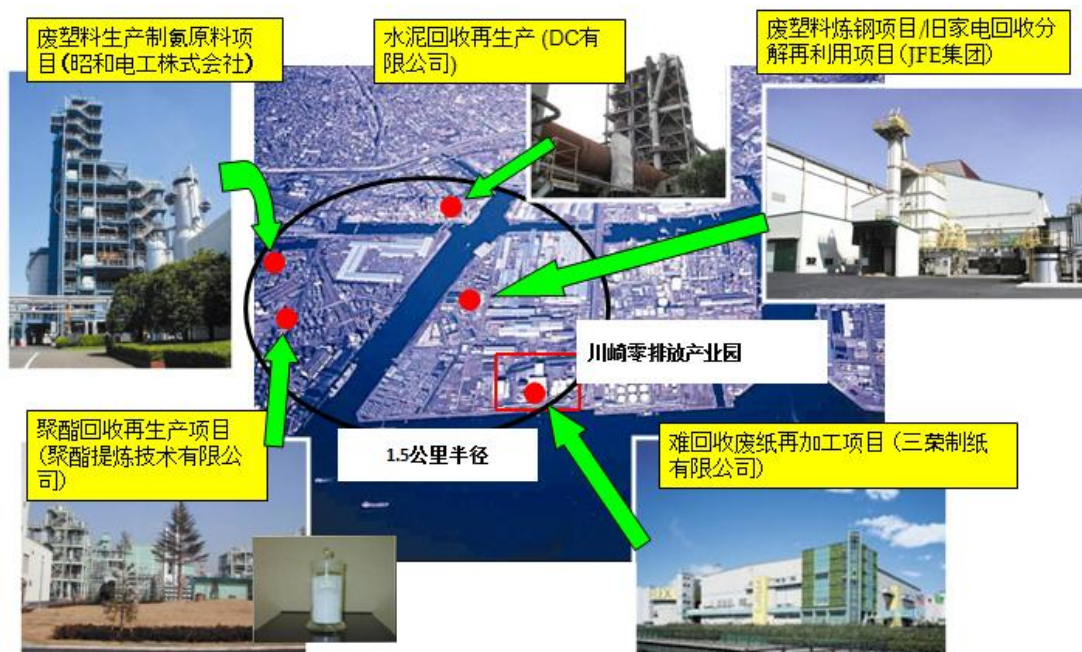 废塑料生产制氨原料项
目(昭和电工株式会社)
水泥回收再生产 (DC有
限公司)
废塑料炼钢项目/旧家电回收分
解再利用项目(JFE集团)
川崎零排放产业园
1.5公里半径
聚酯回收再生产项目
(聚酯提炼技术有限公
司)
难回收废纸再加工项目 (三荣制纸
有限公司)